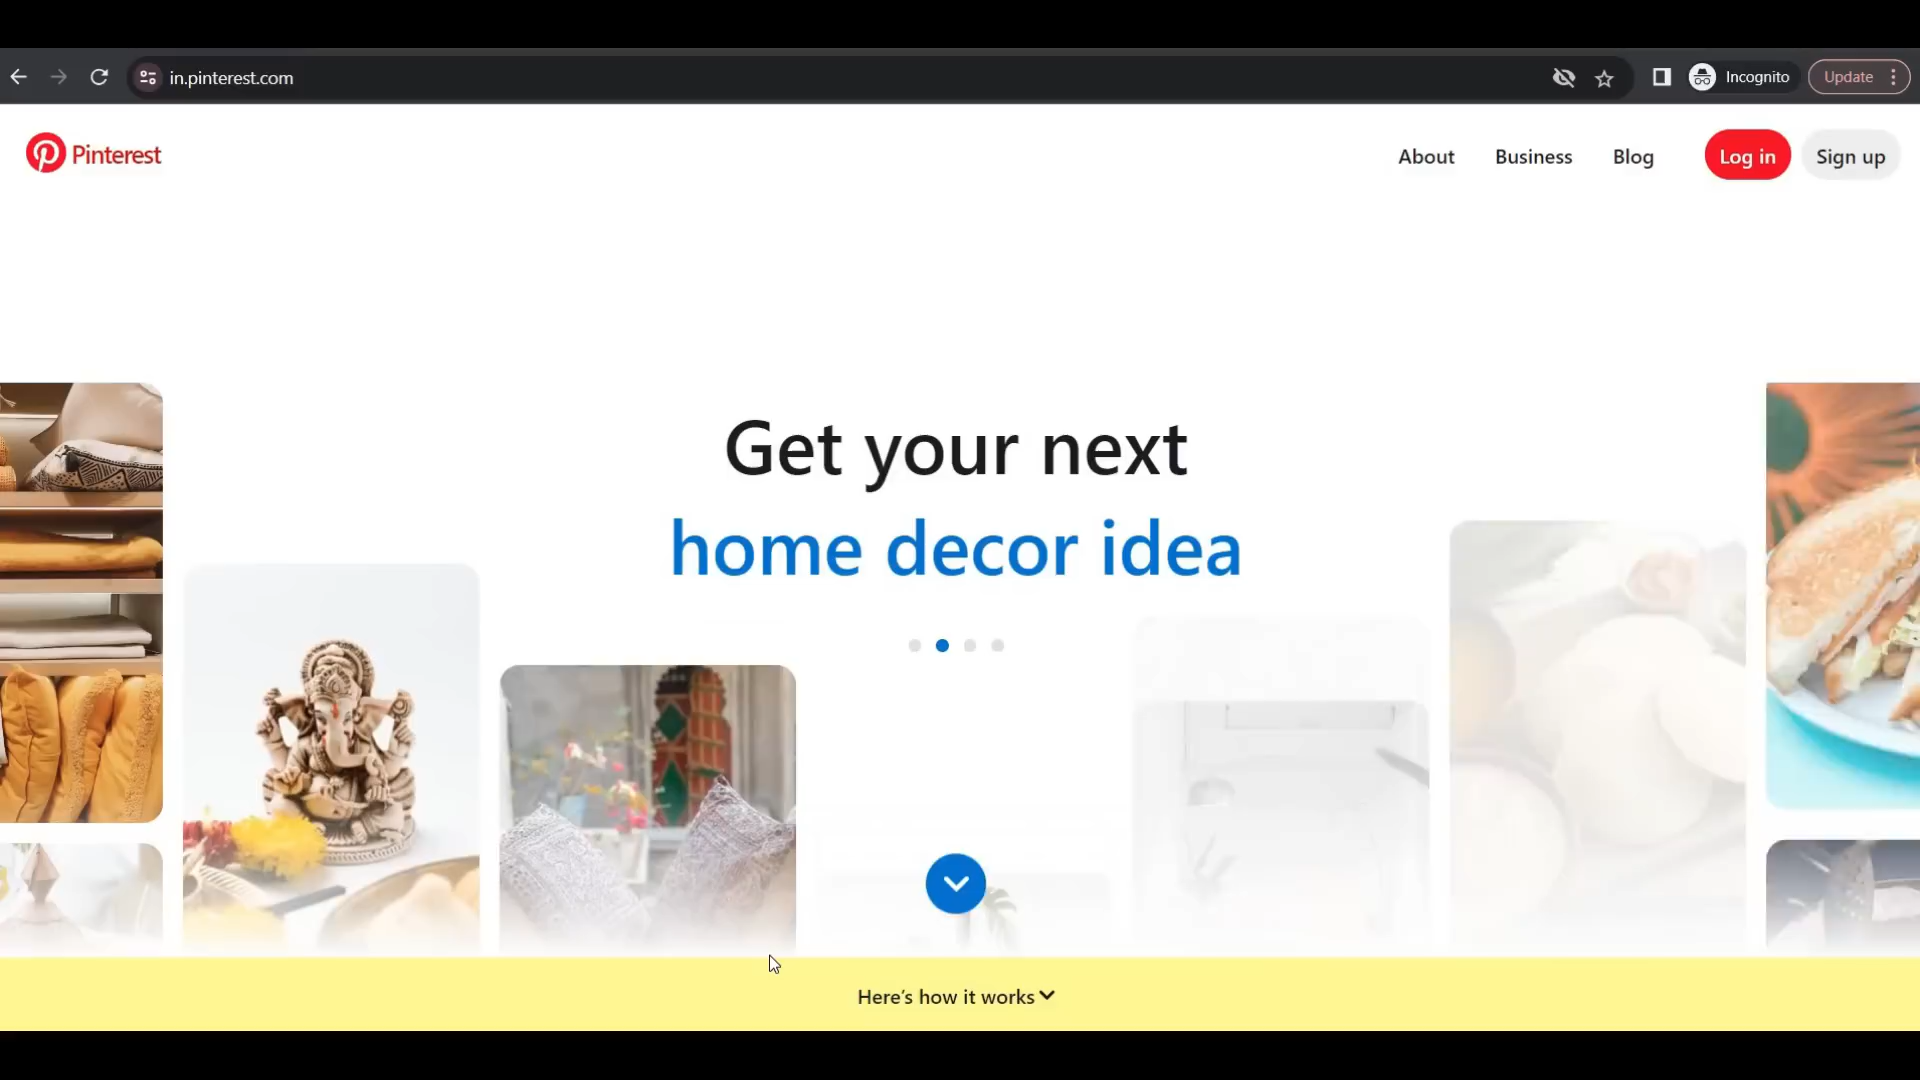 in.pinterest.com
Incognito
Update
Pinterest
About
Business
Blog
Log in
Sign up
Get your next
home decor idea
Here’s how it works